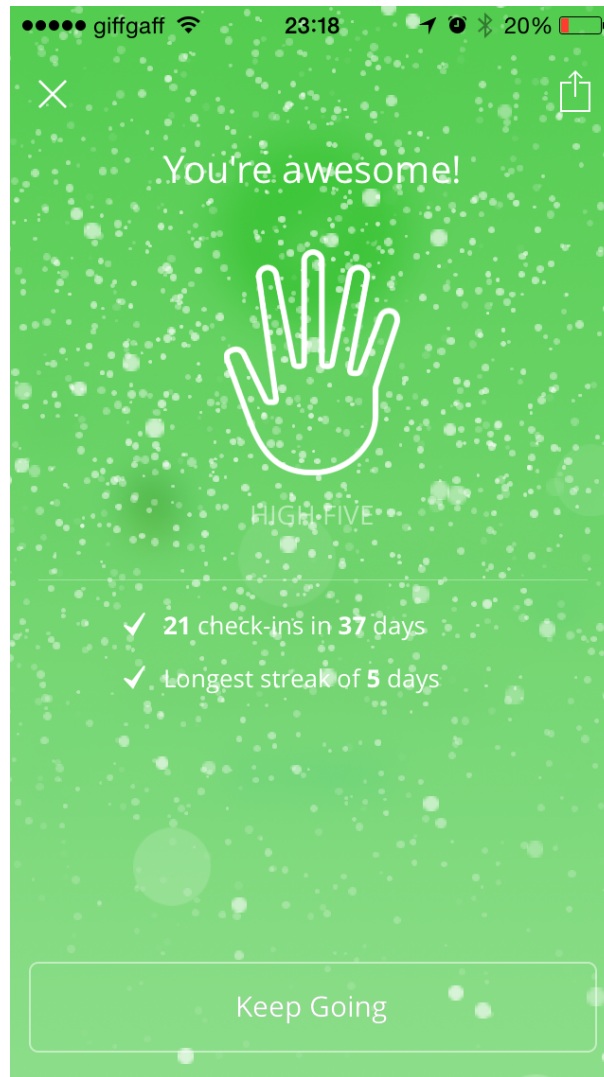 giffgaff 23:18 20%
You're awesome!
HIGH-FIVE
21 check-ins in 37 days
Longest streak of 5 days
Keep Going